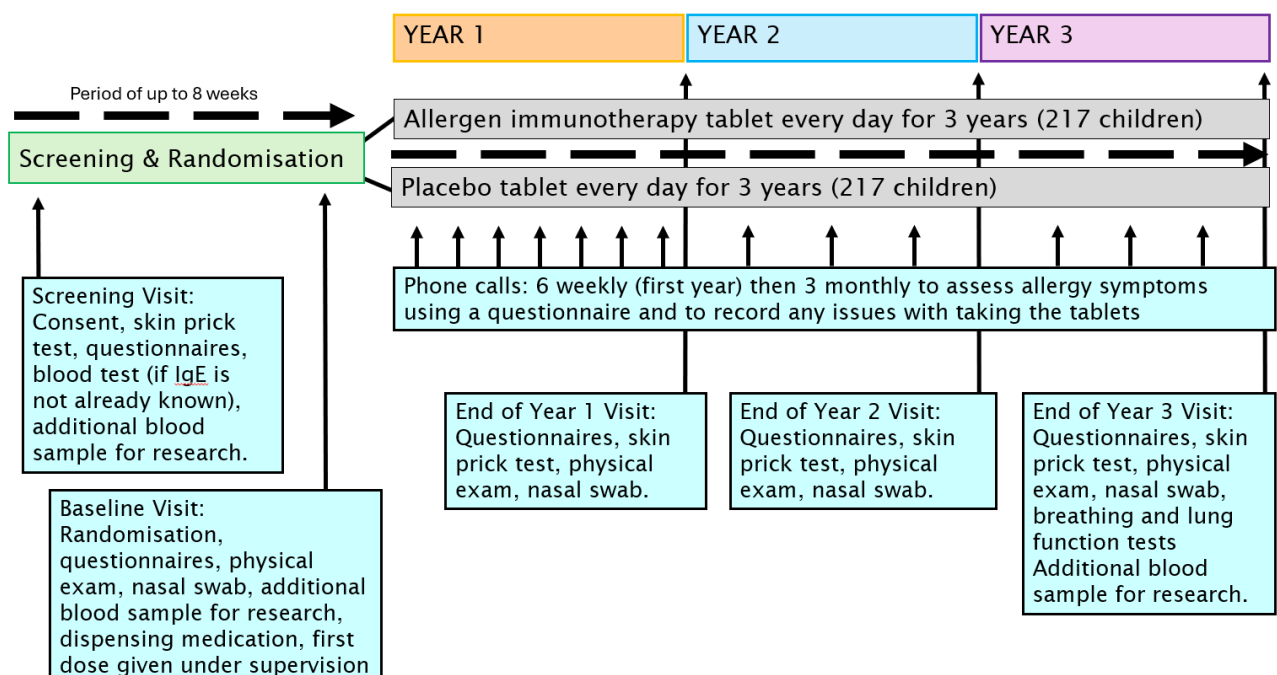 YEAR 1
YEAR 2
YEAR 3
Period of up to 8 weeks
Allergen immunotherapy tablet every day for 3 years (217 children)
Screening & Randomisation
Placebo tablet every day for 3 years (217 children)
Phone calls: 6 weekly (first year) then 3 monthly to assess allergy symptoms
using a questionnaire and to record any issues with taking the tablets
Screening Visit:
Consent, skin prick
test, questionnaires,
blood test (if IgE is
not already known),
additional blood
sample for research.
Baseline Visit:
Randomisation,
questionnaires, physical
exam, nasal swab, additional
blood sample for research,
dispensing medication, first
dose given under supervision
End of Year 1 Visit:
Questionnaires, skin
prick test, physical
exam, nasal swab.
End of Year 2 Visit:
Questionnaires, skin
prick test, physical
exam, nasal swab.
End of Year 3 Visit:
Questionnaires, skin
prick test, physical
exam, nasal swab,
breathing and lung
function tests
Additional blood
sample for research.